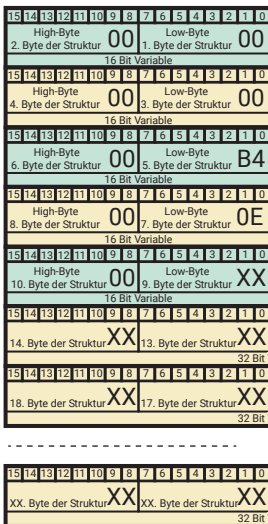 15 14 13 12 11 10 9 8 7 6 5 4 3 2 1 0
High-Byte Low-Byte
2. Byte der Struktur 00 1. Byte der Struktur 00
16 Bit Variable
15 14 13 12 11 10 9 8 7 6 5 4 3 2 1 0
High-Byte Low-Byte
4. Byte der Struktur 00 3. Byte der Struktur 00
16 Bit Variable
15 14 13 12 11 10 9 8 7 6 5 4 3 2 1 0
High-Byte Low-Byte
6. Byte der Struktur 00 5. Byte der Struktur B4
16 Bit Variable
15 14 13 12 11 10 9 8 7 6 5 4 3 2 1 0
High-Byte Low-Byte
8. Byte der Struktur 00 7. Byte der Struktur 0E
16 Bit Variable
15 14 13 12 11 10 9 8 7 6 5 4 3 2 1 0
High-Byte Low-Byte
10. Byte der Struktur 00 9. Byte der Struktur XX
16 Bit Variable
15 14 13 12 11 10 9 8 7 6 5 4 3 2 1 0
14. Byte der Struktur XX 13. Byte der Struktur XX
32 Bit
15 14 13 12 11 10 9 8 7 6 5 4 3 2 1 0
18. Byte der Struktur XX 17. Byte der Struktur XX
32 Bit
15 14 13 12 11 10 9 8 7 6 5 4 3 2 1 0
XX. Byte der Struktur XX XX. Byte der Struktur XX
32 Bit